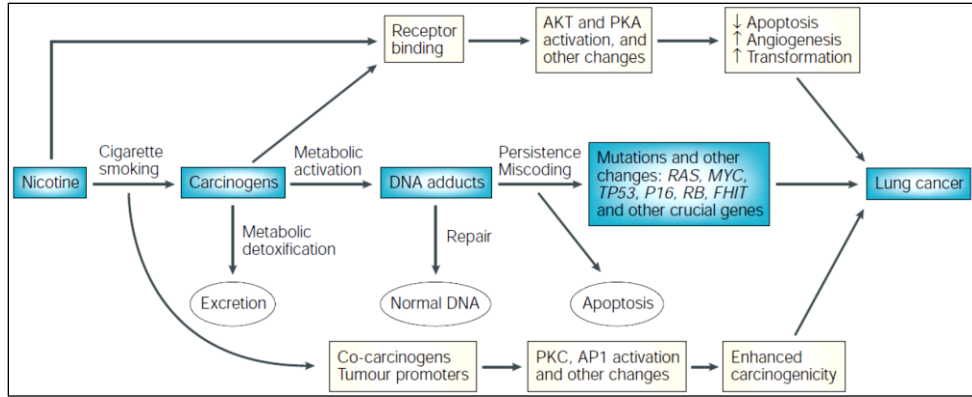 Receptor
binding
AKT and PKA
activation, and
other changes
↓ Apoptosis
↑ Angiogenesis
↑ Transformation
Nicotine
Cigarette
smoking
Carcinogens
Metabolic
activation
DNA adducts
Persistence
Miscoding
Mutations and other
changes: RAS, MYC,
TP53, P16, RB, FHIT
and other crucial genes
Lung cancer
Metabolic
detoxification
Repair
Excretion
Normal DNA
Apoptosis
Co-carcinogens
Tumour promoters
PKC, AP1 activation
and other changes
Enhanced
carcinogenicity